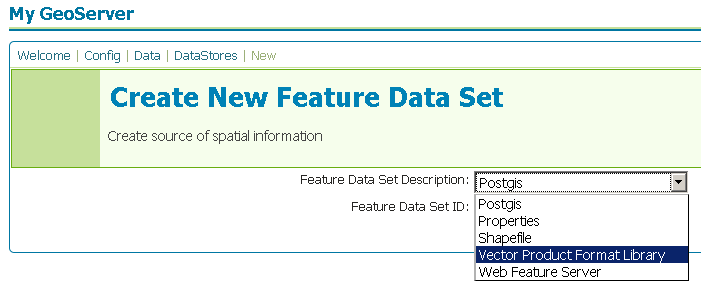 My GeoServer
Welcome | Config | Data | DataStores | New
Create New Feature Data Set
Create source of spatial information
Feature Data Set Description: Postgis
Feature Data Set ID:
Postgis
Properties
Shapefile
Vector Product Format Library
Web Feature Server